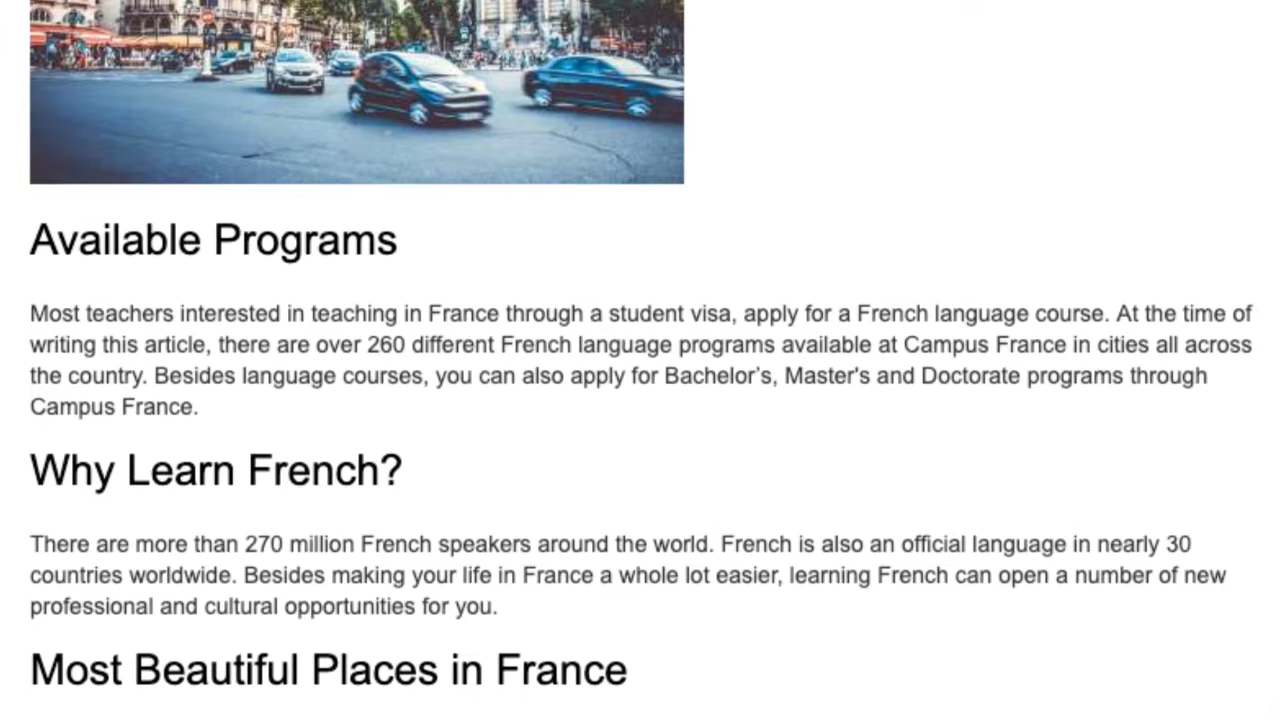 Available Programs
Most teachers interested in teaching in France through a student visa, apply for a French language course. At the time of
writing this article, there are over 260 different French language programs available at Campus France in cities all across
the country. Besides language courses, you can also apply for Bachelor’s, Master's and Doctorate programs through
Campus France.
Why Learn French?
There are more than 270 million French speakers around the world. French is also an official language in nearly 30
countries worldwide. Besides making your life in France a whole lot easier, learning French can open a number of new
professional and cultural opportunities for you.
Most Beautiful Places in France